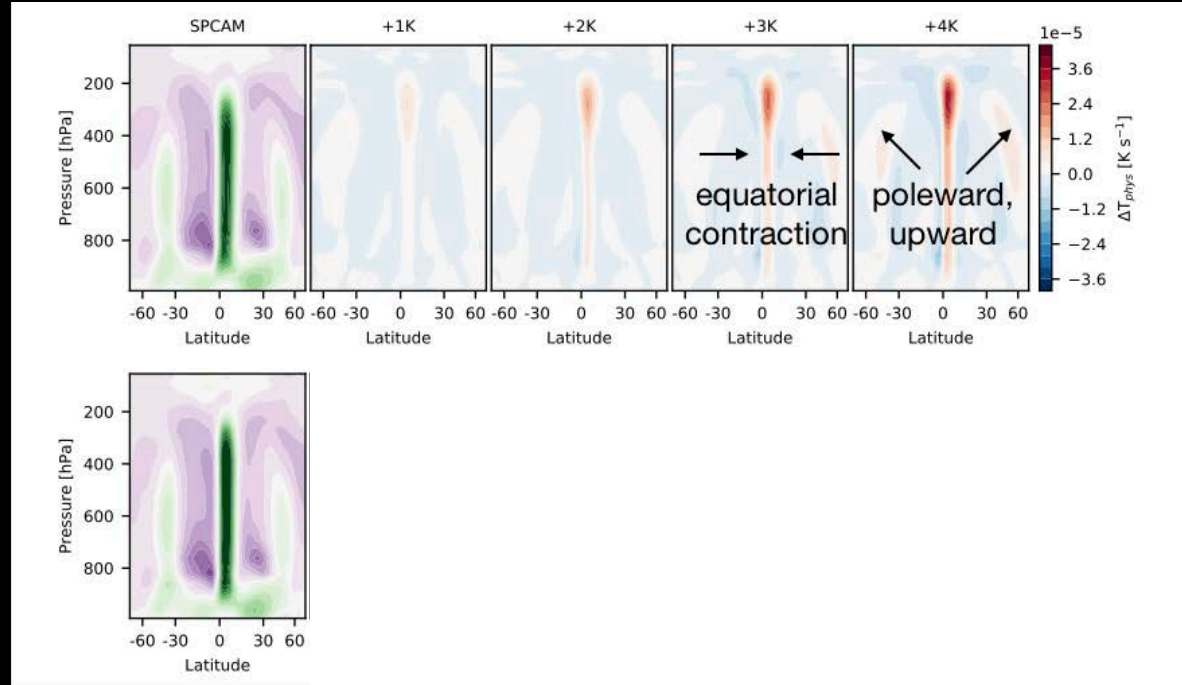 SPCAM
+1K
+2K
+3K
+4K
1e−5
Pressure [hPa]
200
400
600
800
equatorial
contraction
poleward,
upward
3.6
2.4
1.2
0.0
−1.2
−2.4
−3.6
ΔT_phys [K s⁻¹]
-60 -30 0 30 60
-60 -30 0 30 60
-60 -30 0 30 60
-60 -30 0 30 60
-60 -30 0 30 60
Latitude
Latitude
Latitude
Latitude
Latitude
Pressure [hPa]
200
400
600
800
-60 -30 0 30 60
Latitude